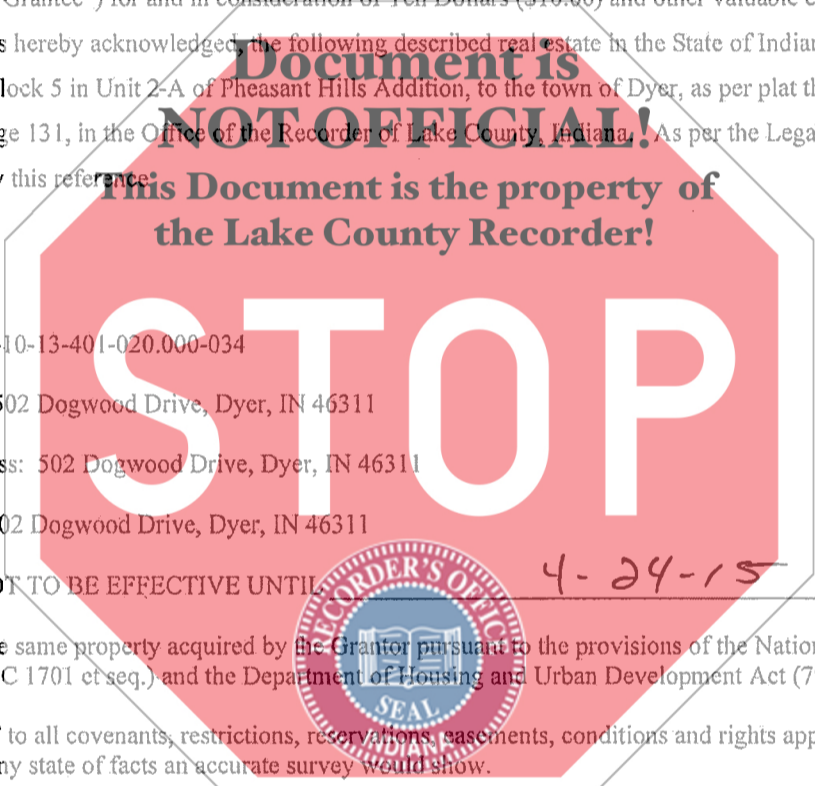 Grantee") for and in consideration of Ten Dollars ($10.00) and other valuable c
s hereby acknowledged, the following described real estate in the State of Indian
lock 5 in Unit 2-A of Pheasant Hills Addition, to the town of Dyer, as per plat th
ge 131, in the Office of the Recorder of Lake County, Indiana. As per the Lega
y this reference.
Document is
NOT OFFICIAL!
This Document is the property of
the Lake County Recorder!
STOP
-10-13-401-020.000-034
502 Dogwood Drive, Dyer, IN 46311
ss: 502 Dogwood Drive, Dyer, IN 46311
02 Dogwood Drive, Dyer, IN 46311
OT TO BE EFFECTIVE UNTIL 4-24-15
RECORDER'S OFFICE
SEAL
INDIANA
e same property acquired by the Grantor pursuant to the provisions of the Nation
C 1701 et seq.) and the Department of Housing and Urban Development Act (7
to all covenants, restrictions, reservations, easements, conditions and rights app
ny state of facts an accurate survey would show.